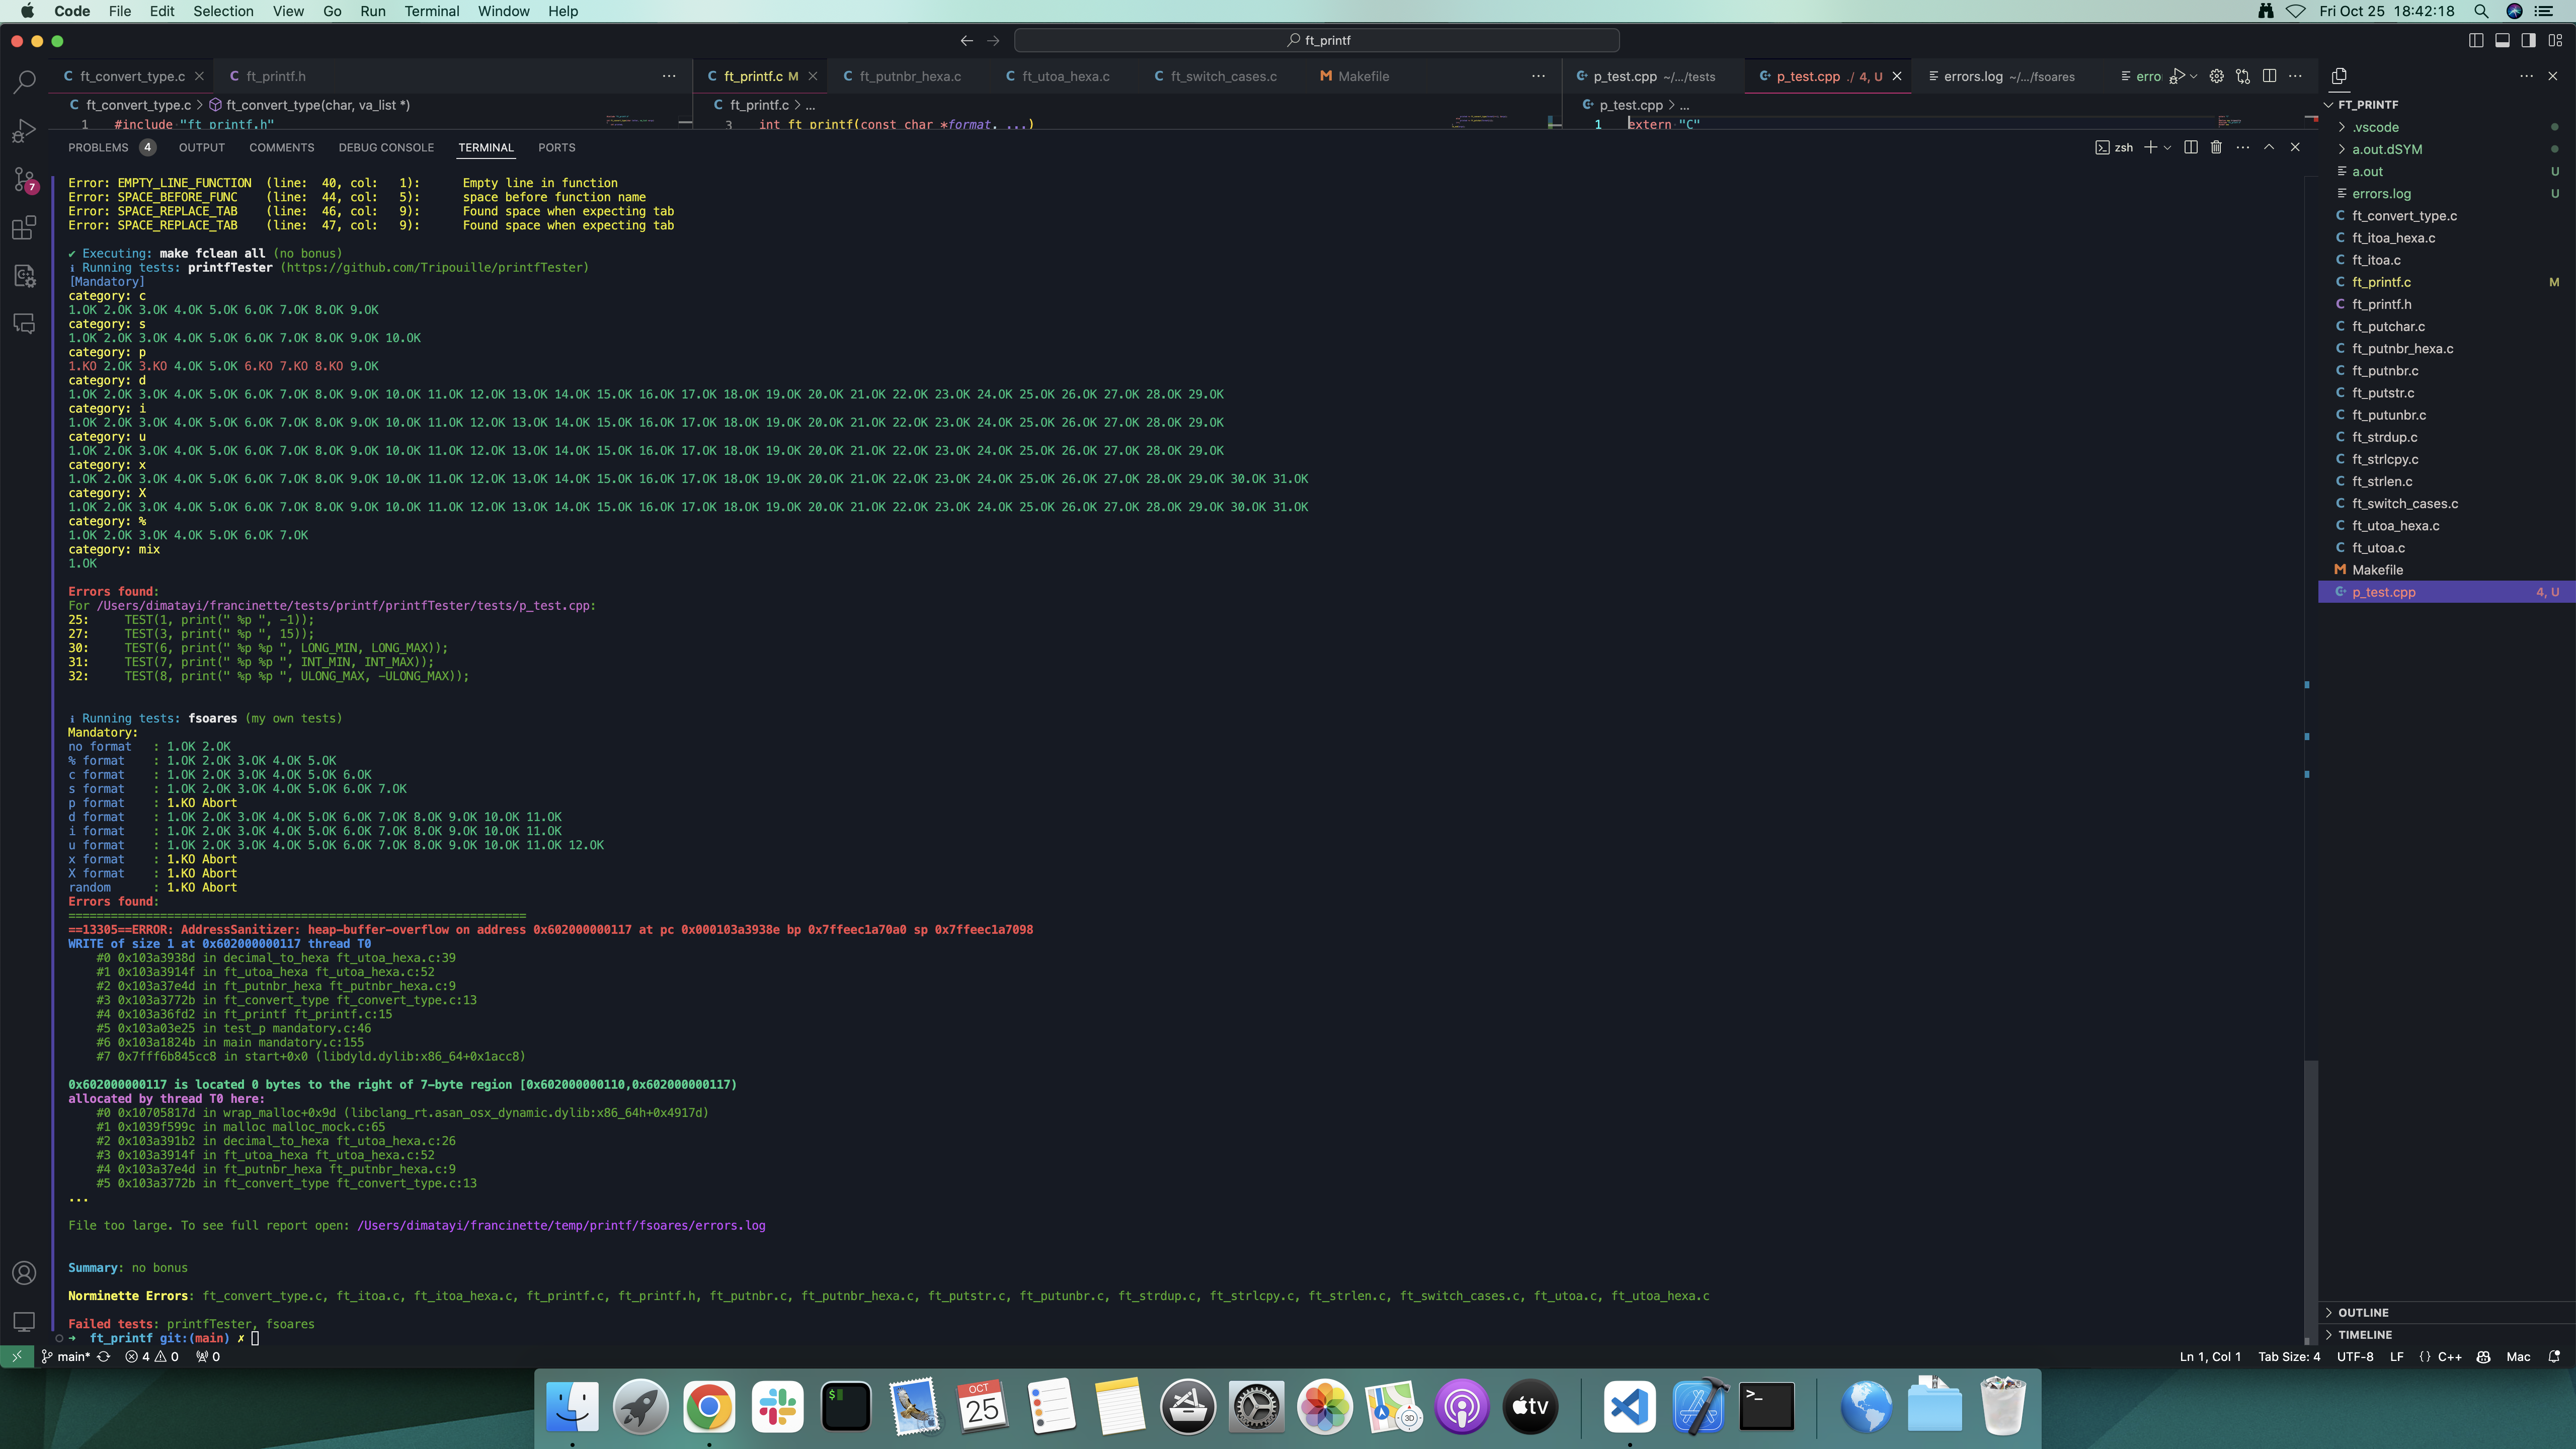 Code File Edit Selection View Go Run Terminal Window Help Fri Oct 25 18:42:18
ft_printf
ft_convert_type.c ft_printf.h ft_printf.c M ft_putnbr_hexa.c ft_utoa_hexa.c ft_switch_cases.c Makefile p_test.cpp ~/.../tests p_test.cpp ./ 4, U errors.log ~/.../fsoares erro
ft_convert_type.c > ft_convert_type(char, va_list *) ft_printf.c > ... p_test.cpp > ...
1 #include "ft_printf.h" 3 int ft_printf(const char *format, ...) 1 extern "C"
PROBLEMS 4 OUTPUT COMMENTS DEBUG CONSOLE TERMINAL PORTS zsh
Error: EMPTY_LINE_FUNCTION (line: 40, col: 1): Empty line in function
Error: SPACE_BEFORE_FUNC (line: 44, col: 5): space before function name
Error: SPACE_REPLACE_TAB (line: 46, col: 9): Found space when expecting tab
Error: SPACE_REPLACE_TAB (line: 47, col: 9): Found space when expecting tab
✔ Executing: make fclean all (no bonus)
ℹ Running tests: printfTester (https://github.com/Tripouille/printfTester)
[Mandatory]
category: c
1.OK 2.OK 3.OK 4.OK 5.OK 6.OK 7.OK 8.OK 9.OK
category: s
1.OK 2.OK 3.OK 4.OK 5.OK 6.OK 7.OK 8.OK 9.OK 10.OK
category: p
1.KO 2.OK 3.KO 4.OK 5.OK 6.KO 7.KO 8.KO 9.OK
category: d
1.OK 2.OK 3.OK 4.OK 5.OK 6.OK 7.OK 8.OK 9.OK 10.OK 11.OK 12.OK 13.OK 14.OK 15.OK 16.OK 17.OK 18.OK 19.OK 20.OK 21.OK 22.OK 23.OK 24.OK 25.OK 26.OK 27.OK 28.OK 29.OK
category: i
1.OK 2.OK 3.OK 4.OK 5.OK 6.OK 7.OK 8.OK 9.OK 10.OK 11.OK 12.OK 13.OK 14.OK 15.OK 16.OK 17.OK 18.OK 19.OK 20.OK 21.OK 22.OK 23.OK 24.OK 25.OK 26.OK 27.OK 28.OK 29.OK
category: u
1.OK 2.OK 3.OK 4.OK 5.OK 6.OK 7.OK 8.OK 9.OK 10.OK 11.OK 12.OK 13.OK 14.OK 15.OK 16.OK 17.OK 18.OK 19.OK 20.OK 21.OK 22.OK 23.OK 24.OK 25.OK 26.OK 27.OK 28.OK 29.OK
category: x
1.OK 2.OK 3.OK 4.OK 5.OK 6.OK 7.OK 8.OK 9.OK 10.OK 11.OK 12.OK 13.OK 14.OK 15.OK 16.OK 17.OK 18.OK 19.OK 20.OK 21.OK 22.OK 23.OK 24.OK 25.OK 26.OK 27.OK 28.OK 29.OK 30.OK 31.OK
category: X
1.OK 2.OK 3.OK 4.OK 5.OK 6.OK 7.OK 8.OK 9.OK 10.OK 11.OK 12.OK 13.OK 14.OK 15.OK 16.OK 17.OK 18.OK 19.OK 20.OK 21.OK 22.OK 23.OK 24.OK 25.OK 26.OK 27.OK 28.OK 29.OK 30.OK 31.OK
category: %
1.OK 2.OK 3.OK 4.OK 5.OK 6.OK 7.OK
category: mix
1.OK
Errors found:
For /Users/dimatayi/francinette/tests/printf/printfTester/tests/p_test.cpp:
25: TEST(1, print(" %p ", -1));
27: TEST(3, print(" %p ", 15));
30: TEST(6, print(" %p %p ", LONG_MIN, LONG_MAX));
31: TEST(7, print(" %p %p ", INT_MIN, INT_MAX));
32: TEST(8, print(" %p %p ", ULONG_MAX, -ULONG_MAX));
ℹ Running tests: fsoares (my own tests)
Mandatory:
no format : 1.OK 2.OK
% format : 1.OK 2.OK 3.OK 4.OK 5.OK
c format : 1.OK 2.OK 3.OK 4.OK 5.OK 6.OK
s format : 1.OK 2.OK 3.OK 4.OK 5.OK 6.OK 7.OK
p format : 1.KO Abort
d format : 1.OK 2.OK 3.OK 4.OK 5.OK 6.OK 7.OK 8.OK 9.OK 10.OK 11.OK
i format : 1.OK 2.OK 3.OK 4.OK 5.OK 6.OK 7.OK 8.OK 9.OK 10.OK 11.OK
u format : 1.OK 2.OK 3.OK 4.OK 5.OK 6.OK 7.OK 8.OK 9.OK 10.OK 11.OK 12.OK
x format : 1.KO Abort
X format : 1.KO Abort
random : 1.KO Abort
Errors found:
=================================================================
==13305==ERROR: AddressSanitizer: heap-buffer-overflow on address 0x602000000117 at pc 0x000103a3938e bp 0x7ffeec1a70a0 sp 0x7ffeec1a7098
WRITE of size 1 at 0x602000000117 thread T0
#0 0x103a3938d in decimal_to_hexa ft_utoa_hexa.c:39
#1 0x103a3914f in ft_utoa_hexa ft_utoa_hexa.c:52
#2 0x103a37e4d in ft_putnbr_hexa ft_putnbr_hexa.c:9
#3 0x103a3772b in ft_convert_type ft_convert_type.c:13
#4 0x103a36fd2 in ft_printf ft_printf.c:15
#5 0x103a03e25 in test_p mandatory.c:46
#6 0x103a1824b in main mandatory.c:155
#7 0x7fff6b845cc8 in start+0x0 (libdyld.dylib:x86_64+0x1acc8)
0x602000000117 is located 0 bytes to the right of 7-byte region [0x602000000110,0x602000000117)
allocated by thread T0 here:
#0 0x10705817d in wrap_malloc+0x9d (libclang_rt.asan_osx_dynamic.dylib:x86_64h+0x4917d)
#1 0x1039f599c in malloc malloc_mock.c:65
#2 0x103a391b2 in decimal_to_hexa ft_utoa_hexa.c:26
#3 0x103a3914f in ft_utoa_hexa ft_utoa_hexa.c:52
#4 0x103a37e4d in ft_putnbr_hexa ft_putnbr_hexa.c:9
#5 0x103a3772b in ft_convert_type ft_convert_type.c:13
...
File too large. To see full report open: /Users/dimatayi/francinette/temp/printf/fsoares/errors.log
Summary: no bonus
Norminette Errors: ft_convert_type.c, ft_itoa.c, ft_itoa_hexa.c, ft_printf.c, ft_printf.h, ft_putnbr.c, ft_putnbr_hexa.c, ft_putstr.c, ft_putunbr.c, ft_strdup.c, ft_strlcpy.c, ft_strlen.c, ft_switch_cases.c, ft_utoa.c, ft_utoa_hexa.c
Failed tests: printfTester, fsoares
➜ ft_printf git:(main) ✗
FT_PRINTF
.vscode
a.out.dSYM
a.out U
errors.log U
ft_convert_type.c
ft_itoa_hexa.c
ft_itoa.c
ft_printf.c M
ft_printf.h
ft_putchar.c
ft_putnbr_hexa.c
ft_putnbr.c
ft_putstr.c
ft_putunbr.c
ft_strdup.c
ft_strlcpy.c
ft_strlen.c
ft_switch_cases.c
ft_utoa_hexa.c
ft_utoa.c
Makefile
p_test.cpp 4, U
OUTLINE
TIMELINE
7
main* 4 0 0 Ln 1, Col 1 Tab Size: 4 UTF-8 LF {} C++ Mac
OCT
25
3D
tv